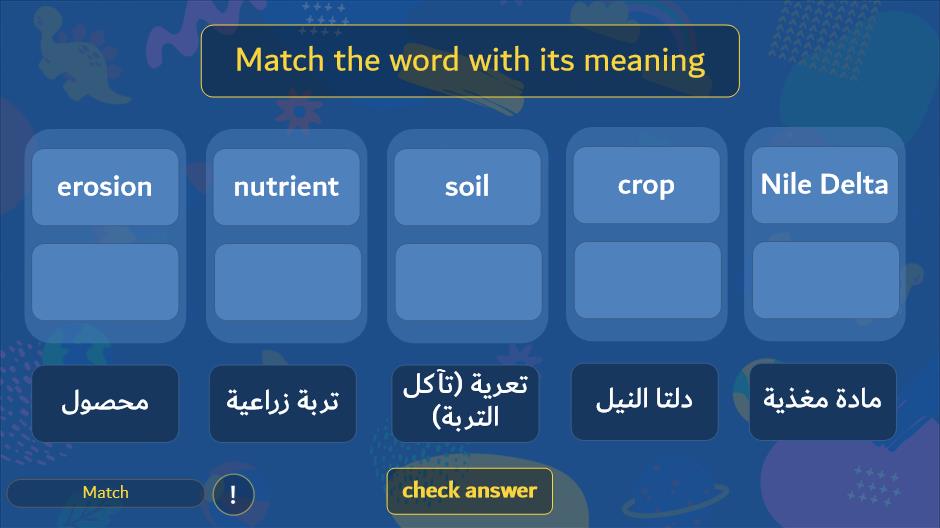 Match the word with its meaning
erosion
nutrient
soil
crop
Nile Delta
محصول
تربة زراعية
تعرية (تآكل
التربة)
دلتا النيل
مادة مغذية
Match
!
check answer